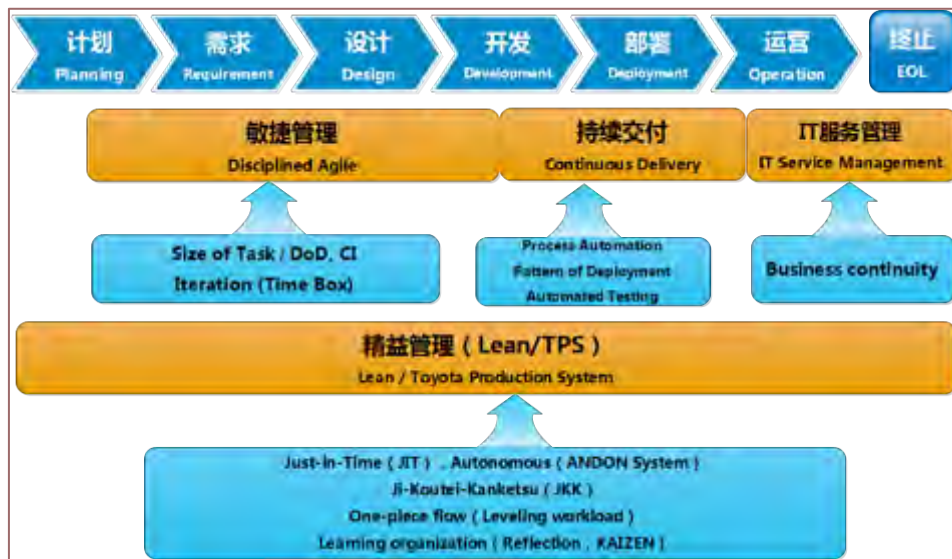 计划 需求 设计 开发 部署 运营 终止
Planning Requirement Design Development Deployment Operation EOL
敏捷管理 持续交付 IT服务管理
Disciplined Agile Continuous Delivery IT Service Management
Size of Task / DoD, CI
Iteration (Time Box)
Process Automation
Pattern of Deployment
Automated Testing
Business continuity
精益管理（Lean/TPS）
Lean / Toyota Production System
Just-in-Time（JIT）, Autonomous（ANDON System）
Ji-Koutei-Kanketsu（JKK）
One-piece flow（Leveling workload）
Learning organization（Reflection , KAIZEN）